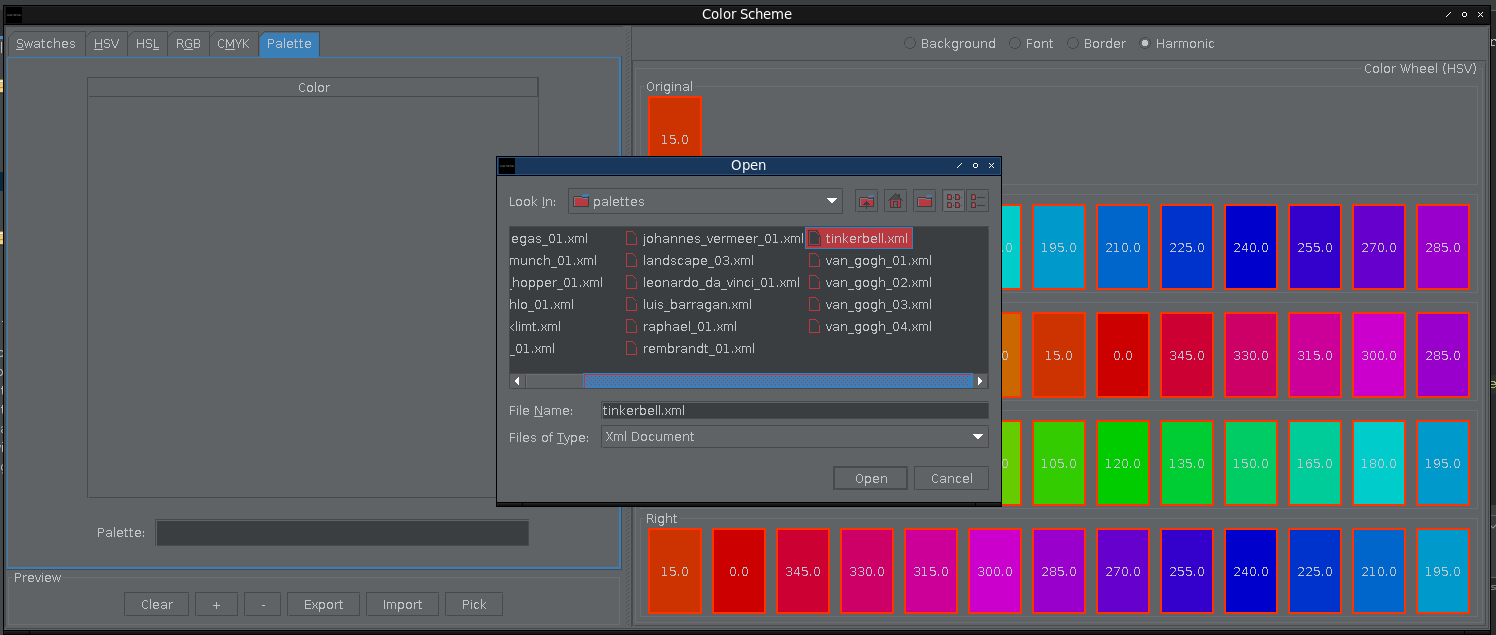 Color Scheme
Swatches HSV HSL RGB CMYK Palette
Background Font Border Harmonic
Color Wheel (HSV)
Color
Original
15.0
Open
Look In: palettes
egas_01.xml johannes_vermeer_01.xml tinkerbell.xml
munch_01.xml landscape_03.xml van_gogh_01.xml
_hopper_01.xml leonardo_da_vinci_01.xml van_gogh_02.xml
hlo_01.xml luis_barragan.xml van_gogh_03.xml
klimt.xml raphael_01.xml van_gogh_04.xml
_01.xml rembrandt_01.xml
File Name: tinkerbell.xml
Files of Type: Xml Document
Open Cancel
.0 195.0 210.0 225.0 240.0 255.0 270.0 285.0
0 15.0 0.0 345.0 330.0 315.0 300.0 285.0
0 105.0 120.0 135.0 150.0 165.0 180.0 195.0
Right
15.0 0.0 345.0 330.0 315.0 300.0 285.0 270.0 255.0 240.0 225.0 210.0 195.0
Palette:
Preview
Clear + - Export Import Pick